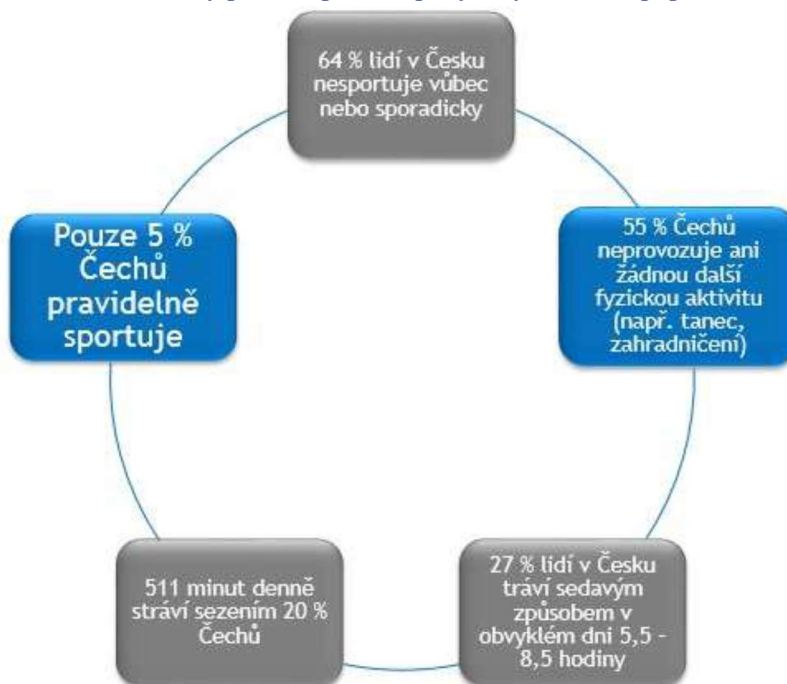 64 % lidí v Česku
nesportuje vůbec
nebo sporadicky
55 % Čechů
neprovozuje ani
žádnou další
fyzickou aktivitu
(např. tanec,
zahradničení)
27 % lidí v Česku
tráví sedavým
způsobem v
obvyklém dni 5,5 –
8,5 hodiny
511 minut denně
stráví sezením 20 %
Čechů
Pouze 5 %
Čechů
pravidelně
sportuje